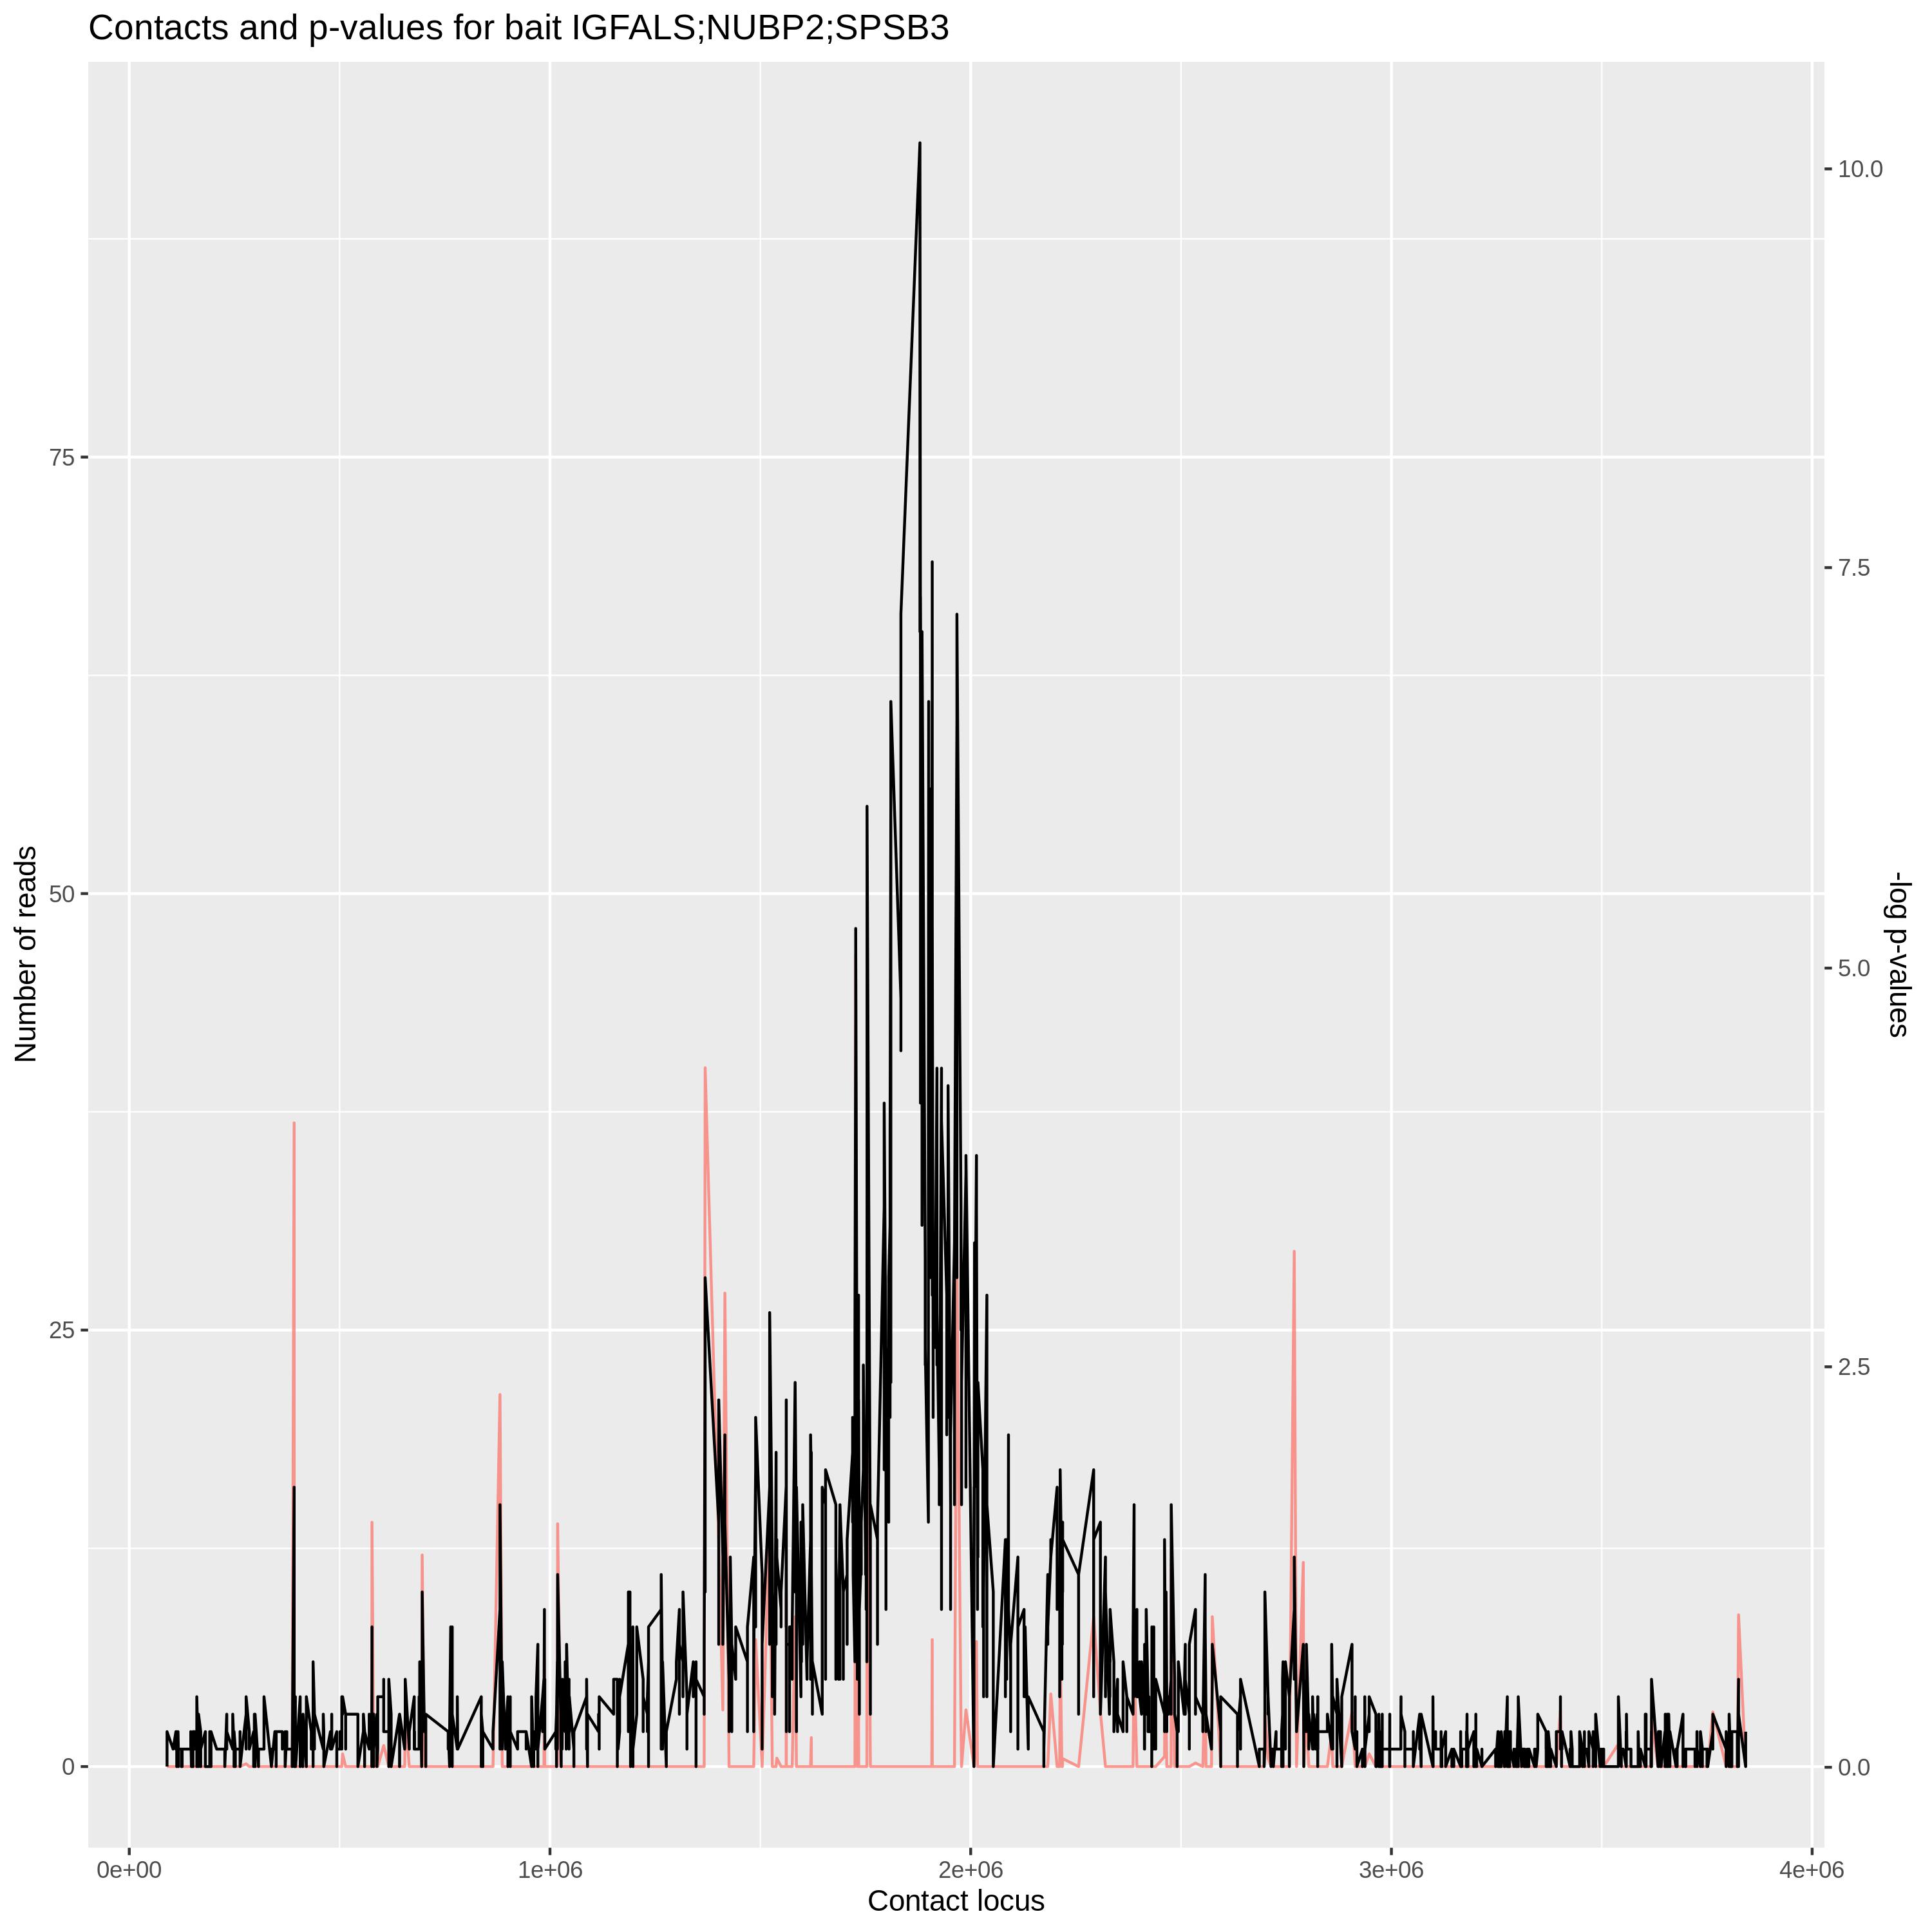 Contacts and p-values for bait IGFALS;NUBP2;SPSB3
10.0
75
7.5
50
5.0
Number of reads
-log p-values
25
2.5
0
0.0
0e+00 1e+06 2e+06 3e+06 4e+06
Contact locus